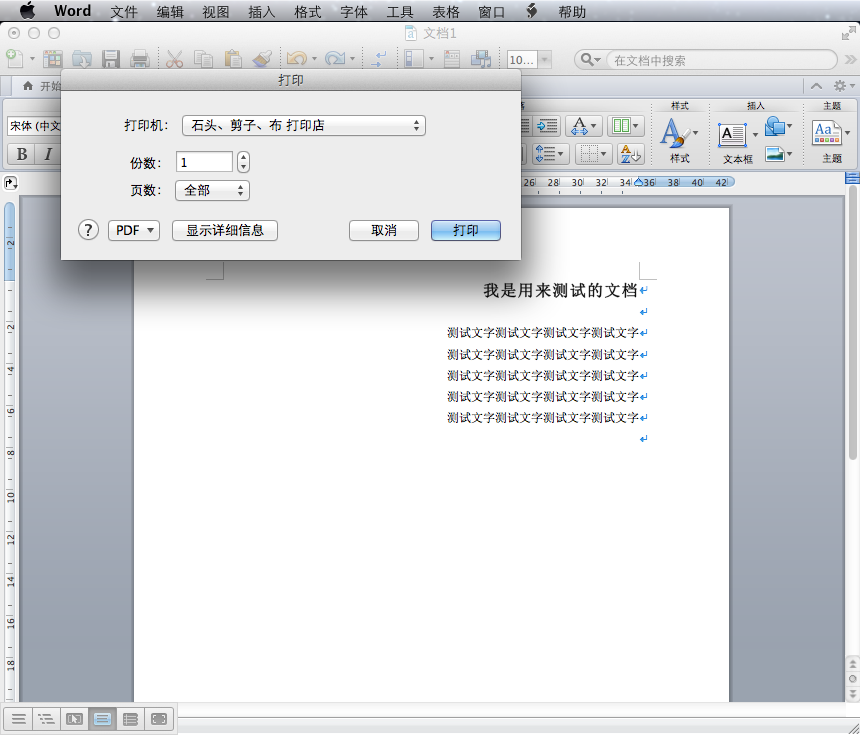 Word 文件 编辑 视图 插入 格式 字体 工具 表格 窗口 帮助
文档1
10... 在文档中搜索
开始
打印
打印机： 石头、剪子、布 打印店
份数： 1
页数： 全部
? PDF 显示详细信息 取消 打印
样式 插入 主题
宋体 (中文
B I
样式 文本框 主题
26 28 30 32 34 36 38 40 42
我是用来测试的文档
测试文字测试文字测试文字测试文字
测试文字测试文字测试文字测试文字
测试文字测试文字测试文字测试文字
测试文字测试文字测试文字测试文字
测试文字测试文字测试文字测试文字
2
2
4
6
8
10
12
14
16
18